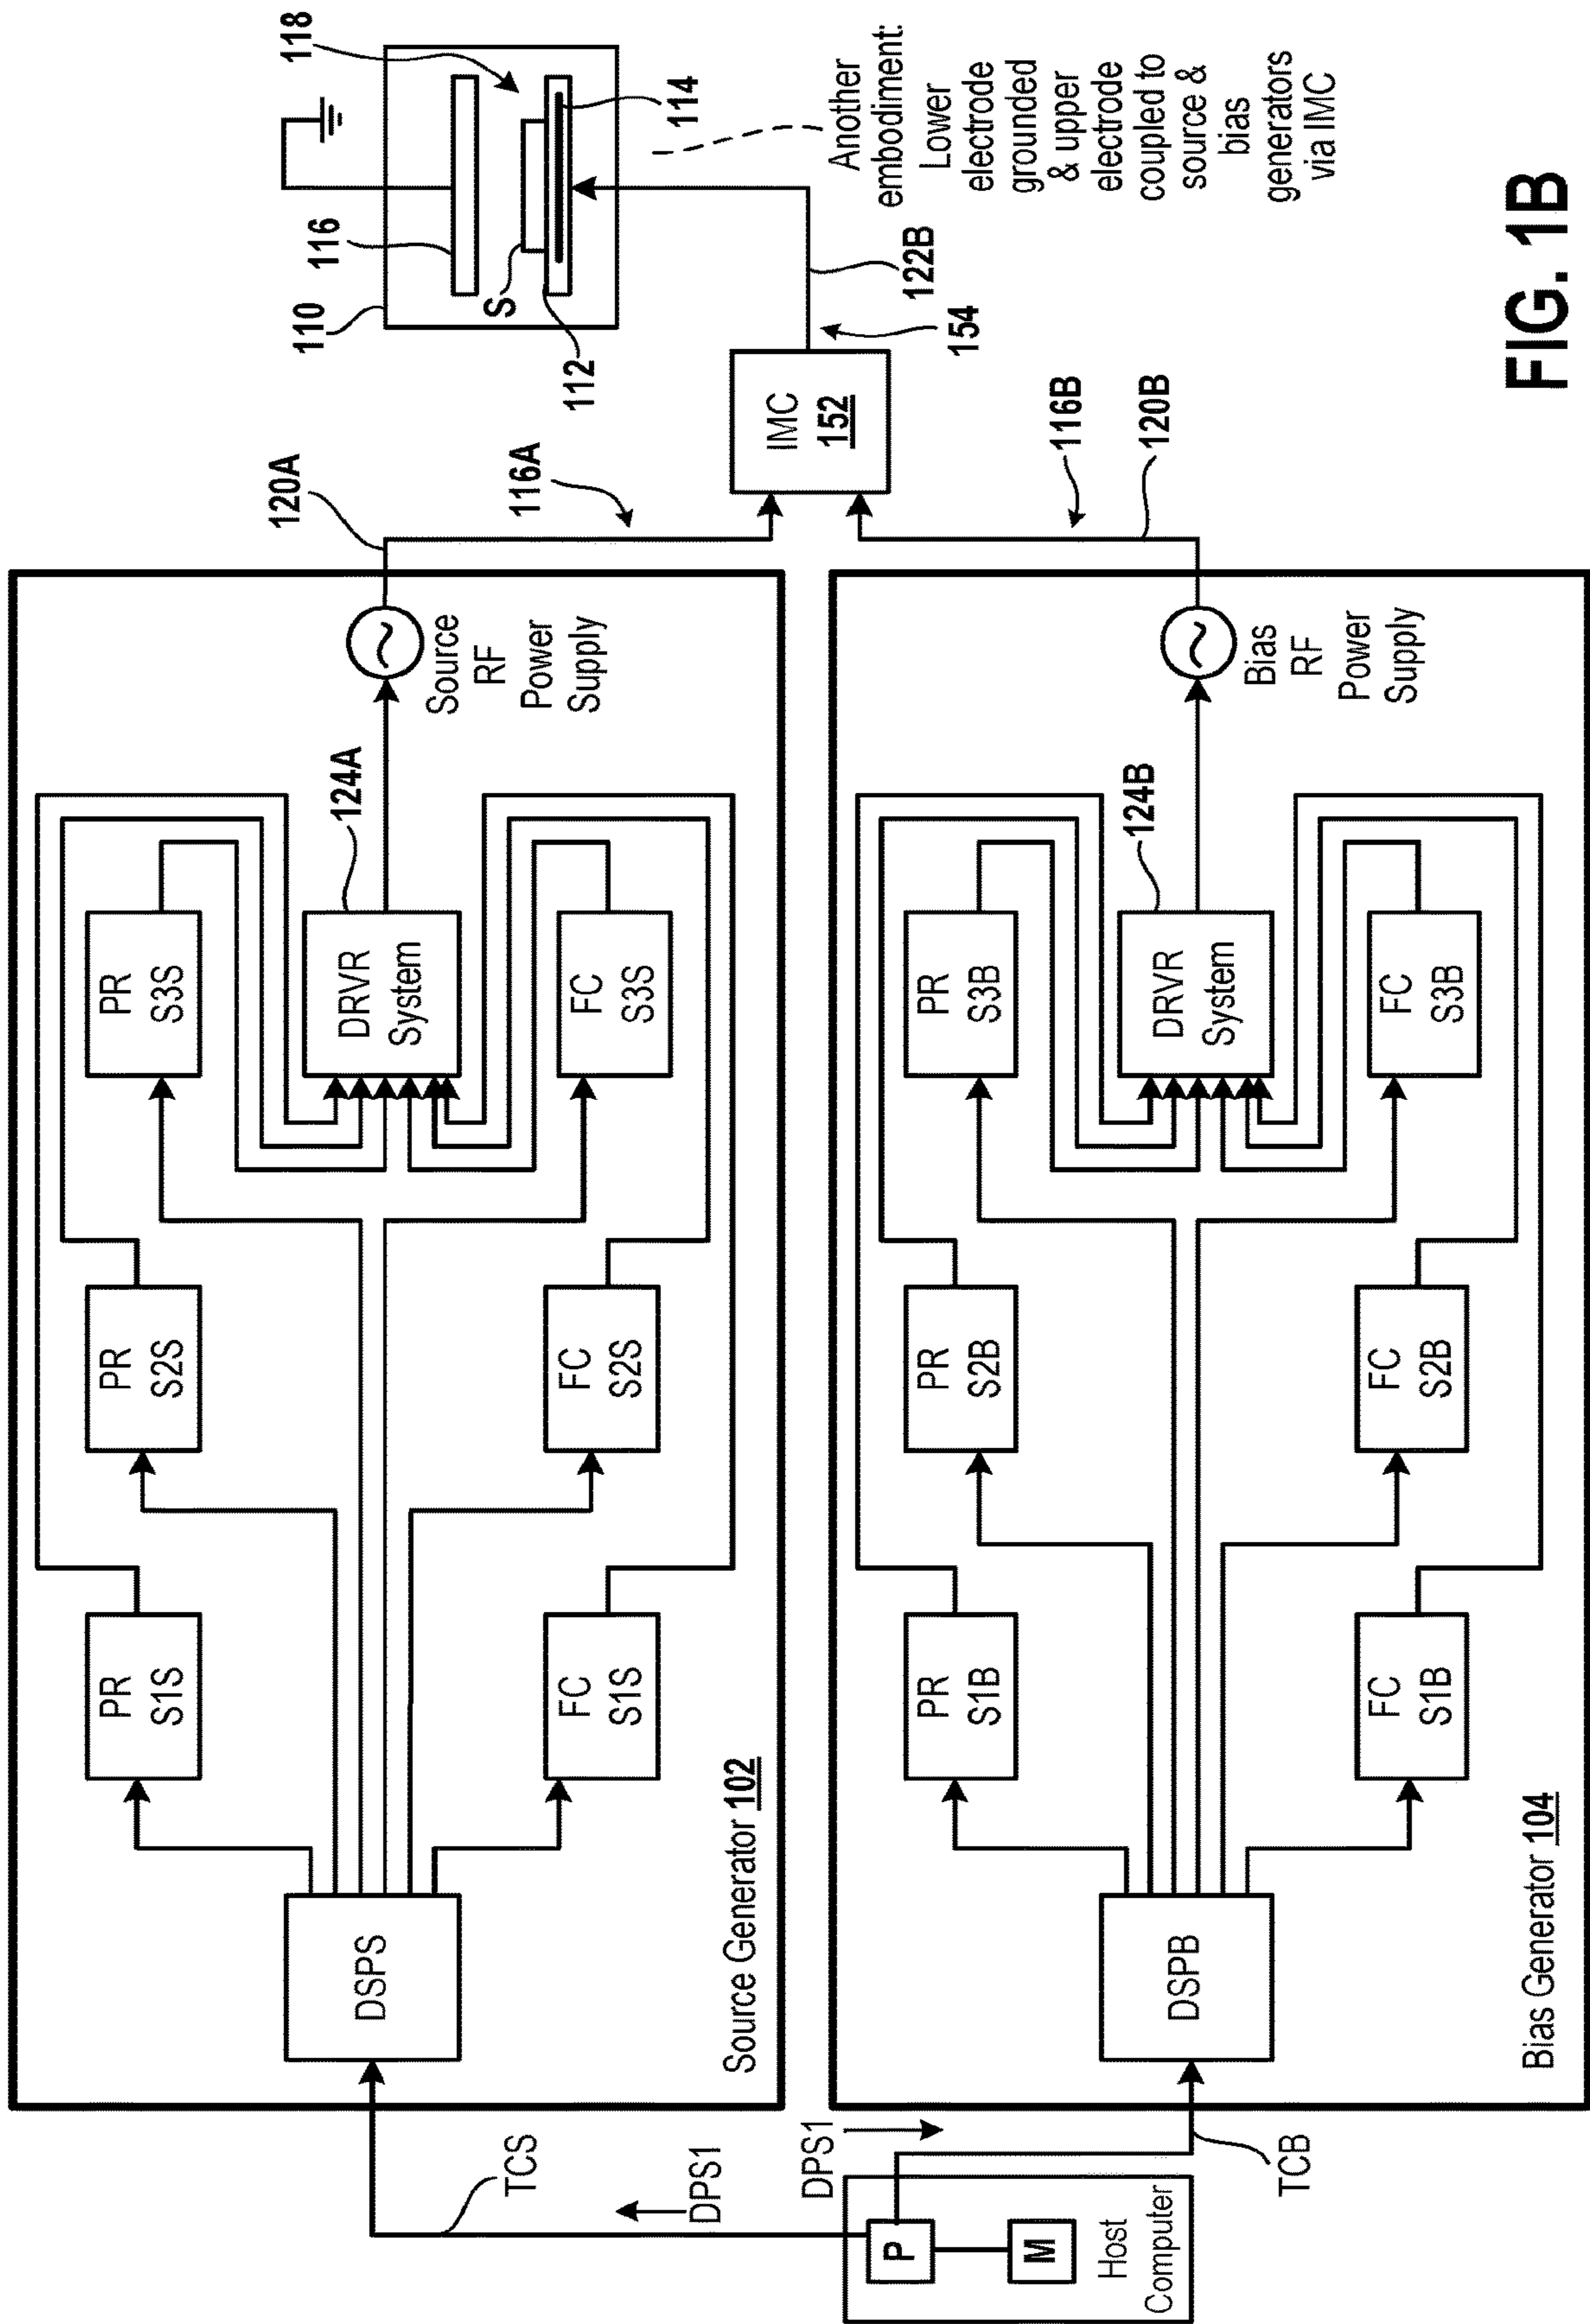 TCS
DPS1
DPS1
TCB
P
M
Host
Computer
Source Generator 102
DSPS
PR
S1S
PR
S2S
PR
S3S
FC
S1S
FC
S2S
FC
S3S
DRVR
System
124A
Source
RF
Power
Supply
120A
116A
Bias Generator 104
DSPB
PR
S1B
PR
S2B
PR
S3B
FC
S1B
FC
S2B
FC
S3B
DRVR
System
124B
Bias
RF
Power
Supply
120B
116B
IMC
152
154
122B
110
116
118
S
112
114
Another
embodiment:
Lower
electrode
grounded
& upper
electrode
coupled to
source &
bias
generators
via IMC
FIG. 1B